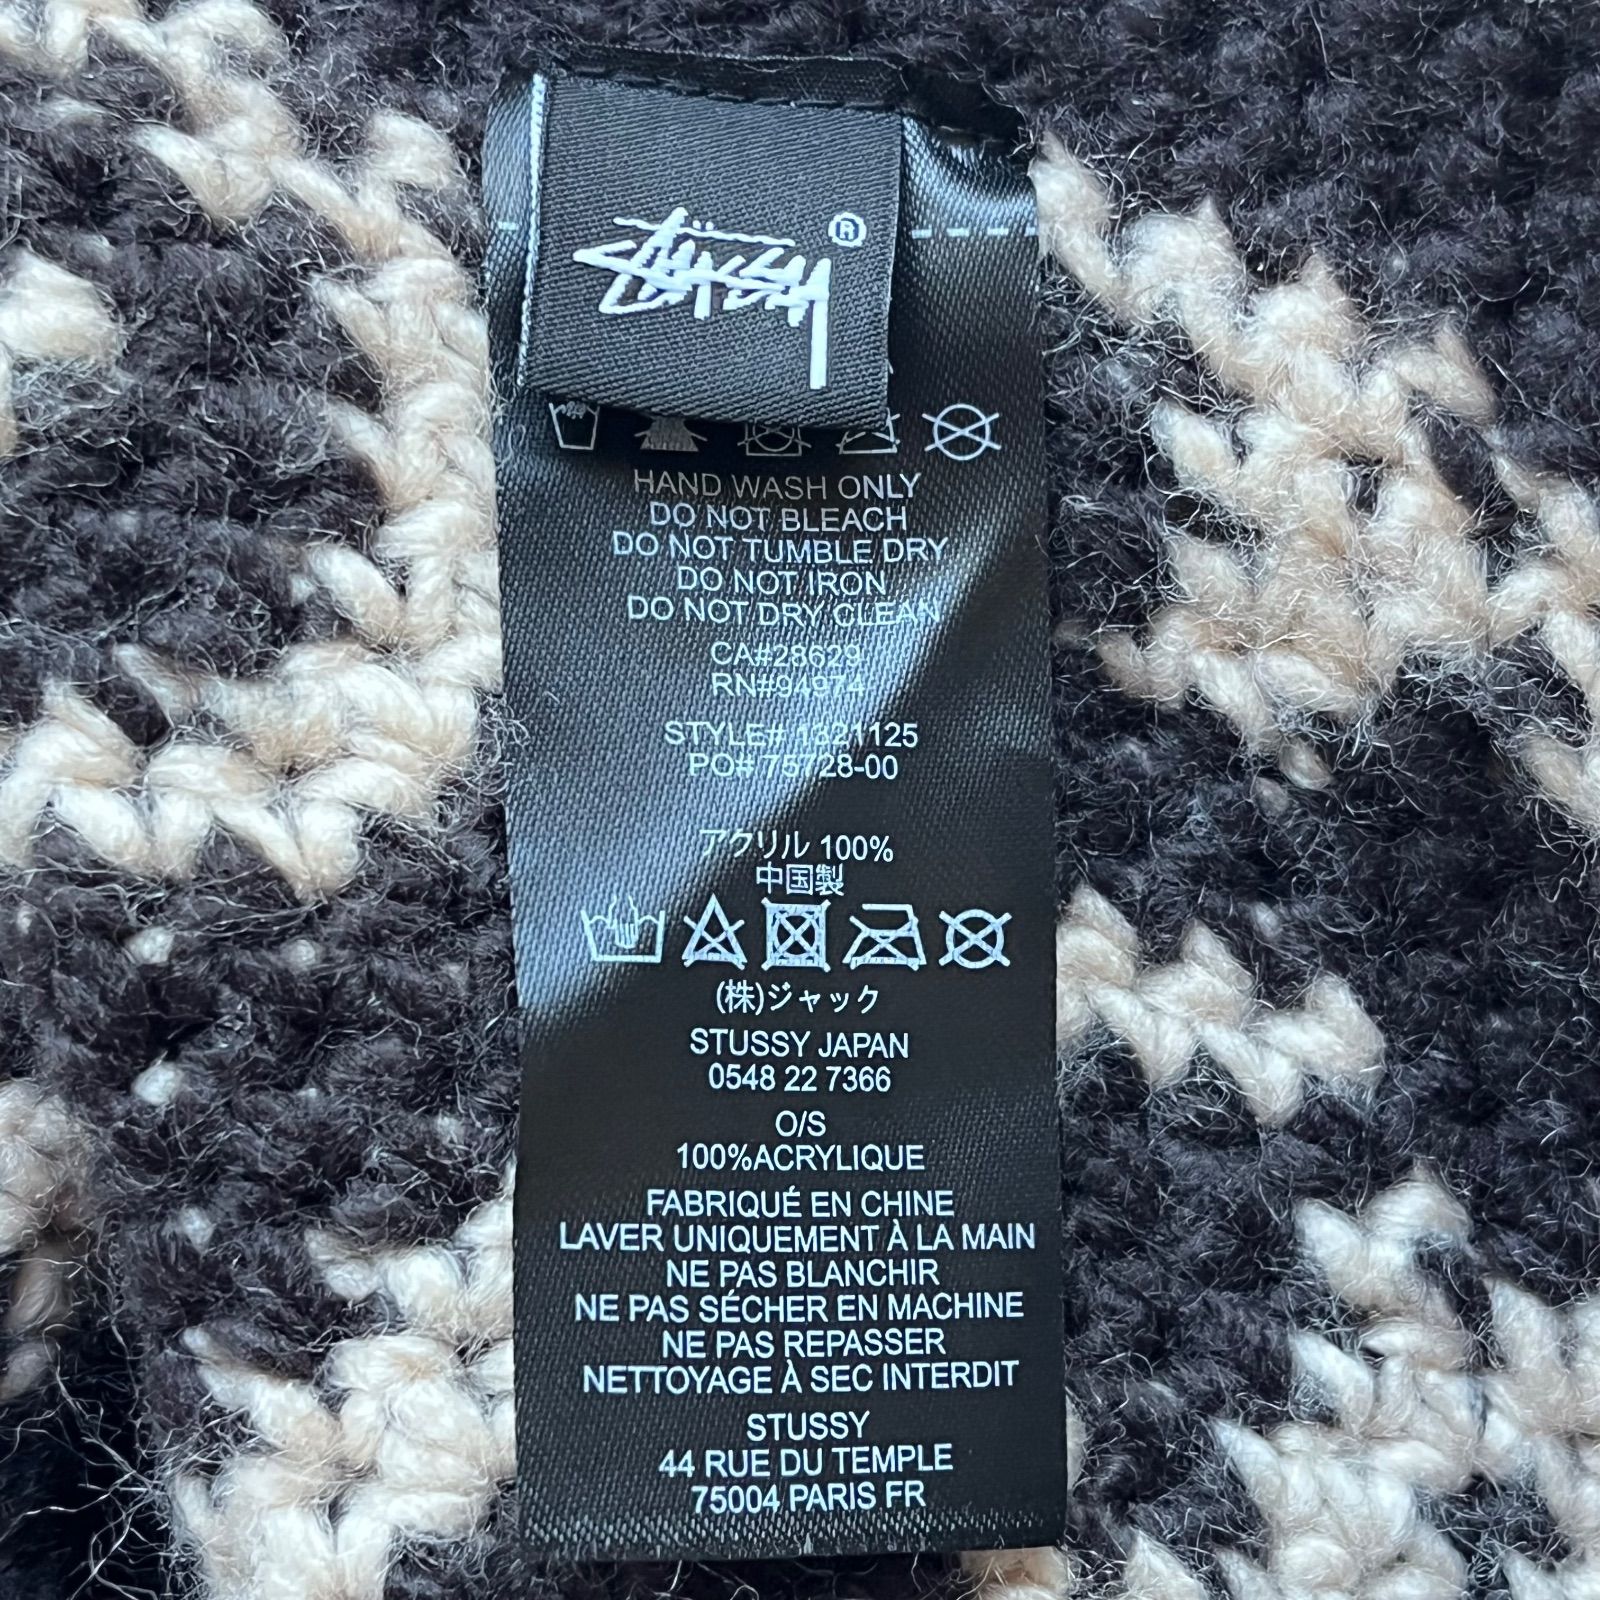 STÜSSY ®
HAND WASH ONLY
DO NOT BLEACH
DO NOT TUMBLE DRY
DO NOT IRON
DO NOT DRY CLEAN
CA#28629
RN#94974
STYLE# 1321125
PO# 75728-00
アクリル 100%
中国製
(株)ジャック
STUSSY JAPAN
0548 22 7366
O/S
100%ACRYLIQUE
FABRIQUÉ EN CHINE
LAVER UNIQUEMENT À LA MAIN
NE PAS BLANCHIR
NE PAS SÉCHER EN MACHINE
NE PAS REPASSER
NETTOYAGE À SEC INTERDIT
STUSSY
44 RUE DU TEMPLE
75004 PARIS FR